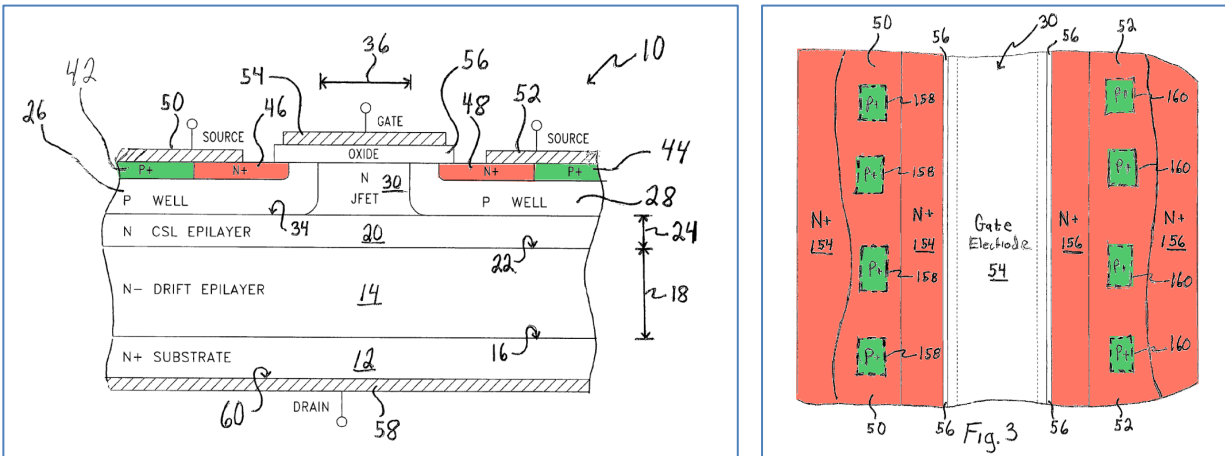 36
10
42
54
56
50
46
48
52
26
SOURCE
GATE
SOURCE
OXIDE
44
P+
N+
N
30
JFET
N+
P+
P WELL
P WELL
28
34
N CSL EPILAYER
20
22
24
N- DRIFT EPILAYER
14
18
16
N+ SUBSTRATE
12
60
DRAIN
58
50
56
30
56
52
P+
158
P+
160
P+
158
P+
160
N+
154
N+
154
Gate
Electrode
54
N+
156
N+
156
P+
158
P+
160
P+
158
P+
160
50
56
Fig. 3
56
52